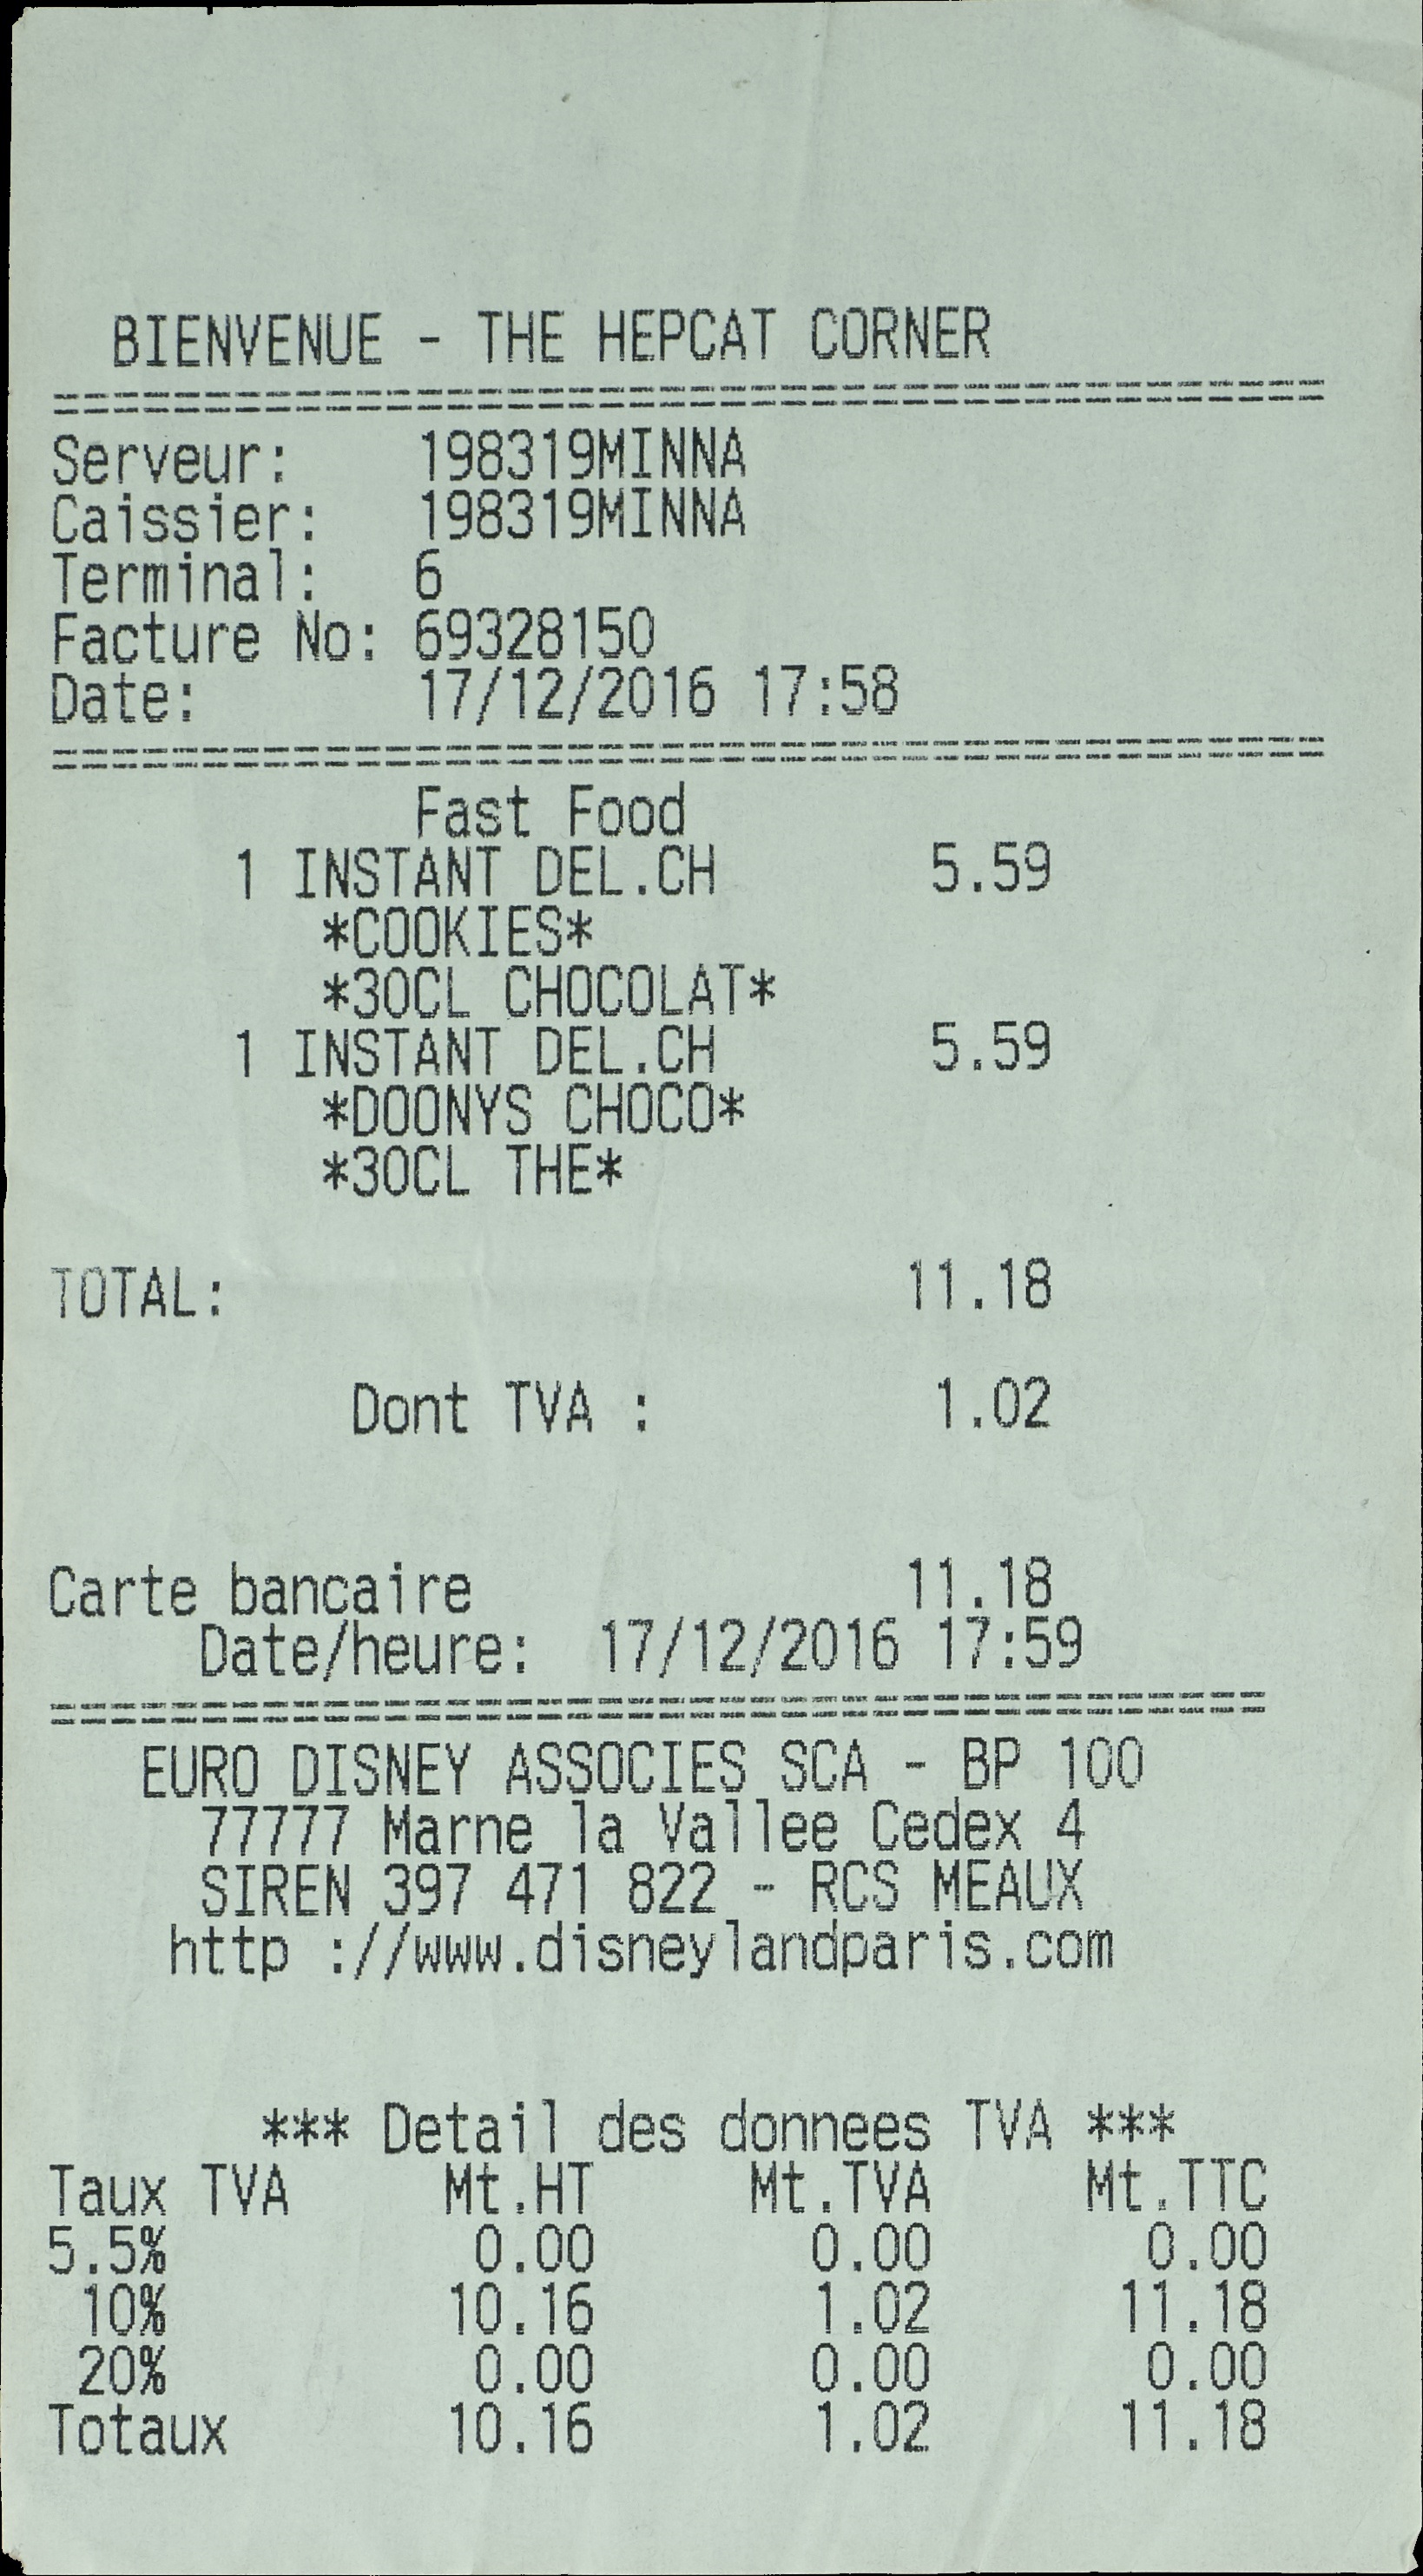 BIENVENUE - THE HEPCAT CORNER
Serveur: 198319MINNA
Caissier: 198319MINNA
Terminal: 6
Facture No: 69328150
Date: 17/12/2016 17:58
Fast Food
1 INSTANT DEL.CH 5.59
*COOKIES*
*30CL CHOCOLAT*
1 INSTANT DEL.CH 5.59
*DOONYS CHOCO*
*30CL THE*
TOTAL: 11.18
Dont TVA : 1.02
Carte bancaire 11.18
Date/heure: 17/12/2016 17:59
EURO DISNEY ASSOCIES SCA - BP 100
77777 Marne la Vallee Cedex 4
SIREN 397 471 822 - RCS MEAUX
http ://www.disneylandparis.com
*** Detail des donnees TVA ***
Taux TVA Mt.HT Mt.TVA Mt.TTC
5.5% 0.00 0.00 0.00
10% 10.16 1.02 11.18
20% 0.00 0.00 0.00
Totaux 10.16 1.02 11.18